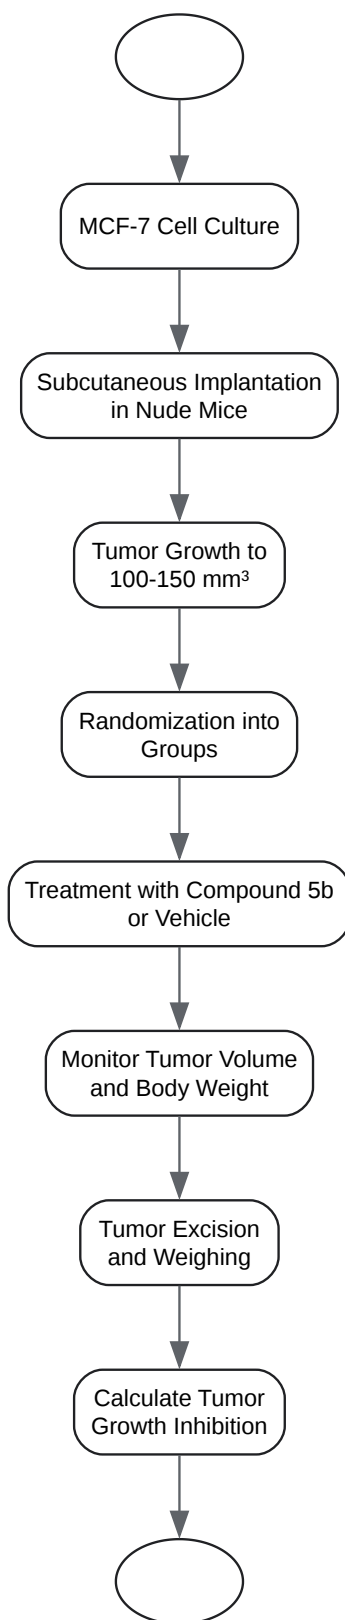 MCF-7 Cell Culture
Subcutaneous Implantation
in Nude Mice
Tumor Growth to
100-150 mm³
Randomization into
Groups
Treatment with Compound 5b
or Vehicle
Monitor Tumor Volume
and Body Weight
Tumor Excision
and Weighing
Calculate Tumor
Growth Inhibition